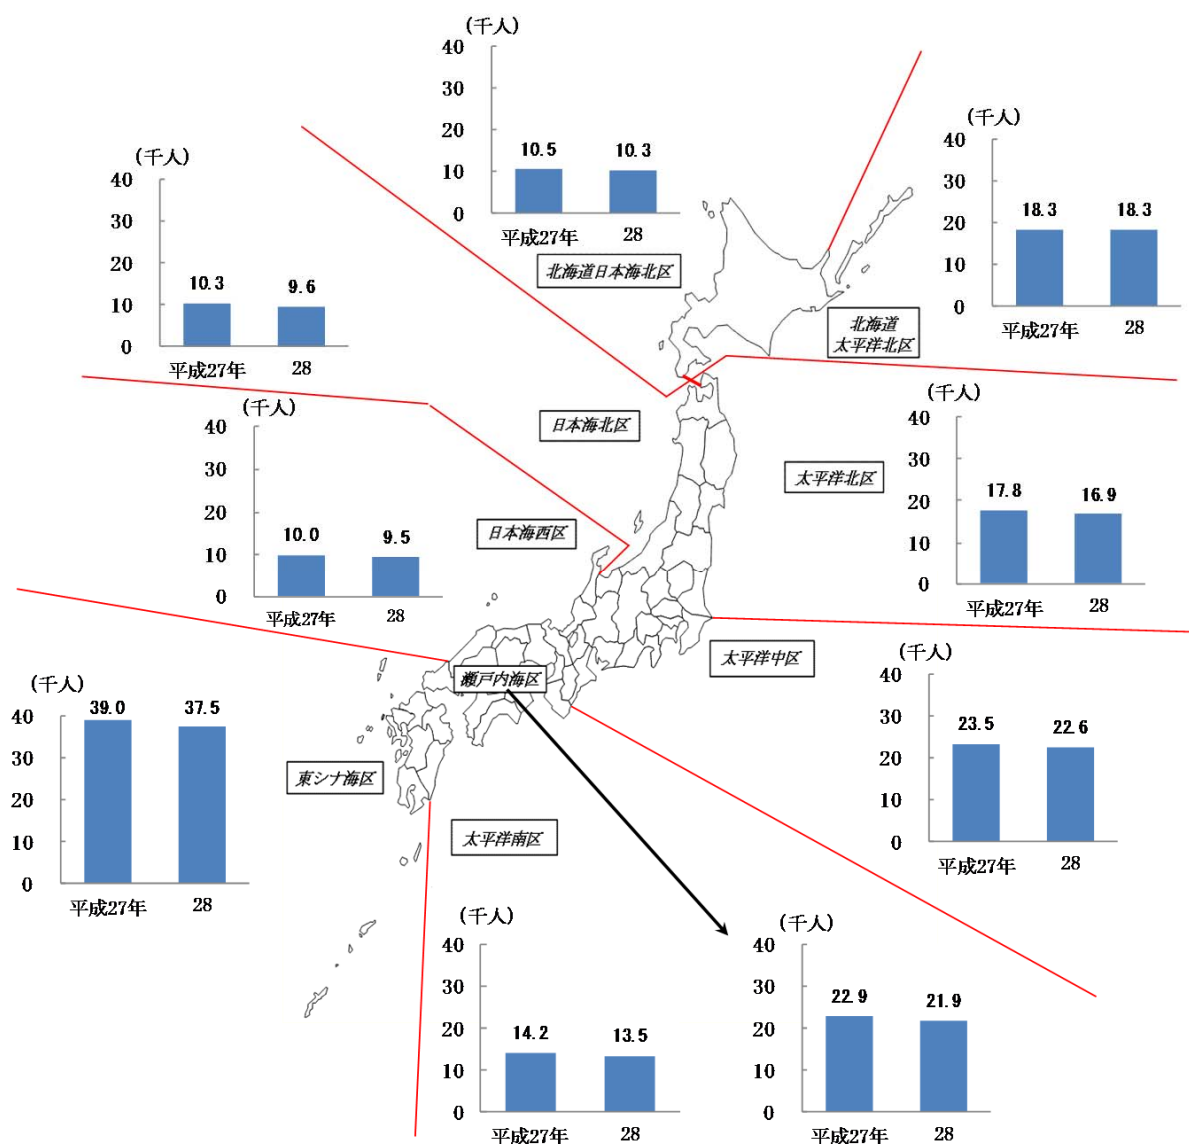 (千人)
40
30
20
10
0
10.5
10.3
平成27年
28
北海道日本海北区
(千人)
40
30
20
10
0
18.3
18.3
平成27年
28
北海道
太平洋北区
(千人)
40
30
20
10
0
10.3
9.6
平成27年
28
日本海北区
(千人)
40
30
20
10
0
17.8
16.9
平成27年
28
太平洋北区
(千人)
40
30
20
10
0
10.0
9.5
平成27年
28
日本海西区
(千人)
40
30
20
10
0
23.5
22.6
平成27年
28
太平洋中区
瀬戸内海区
(千人)
40
30
20
10
0
39.0
37.5
平成27年
28
東シナ海区
太平洋南区
(千人)
40
30
20
10
0
14.2
13.5
平成27年
28
(千人)
40
30
20
10
0
22.9
21.9
平成27年
28